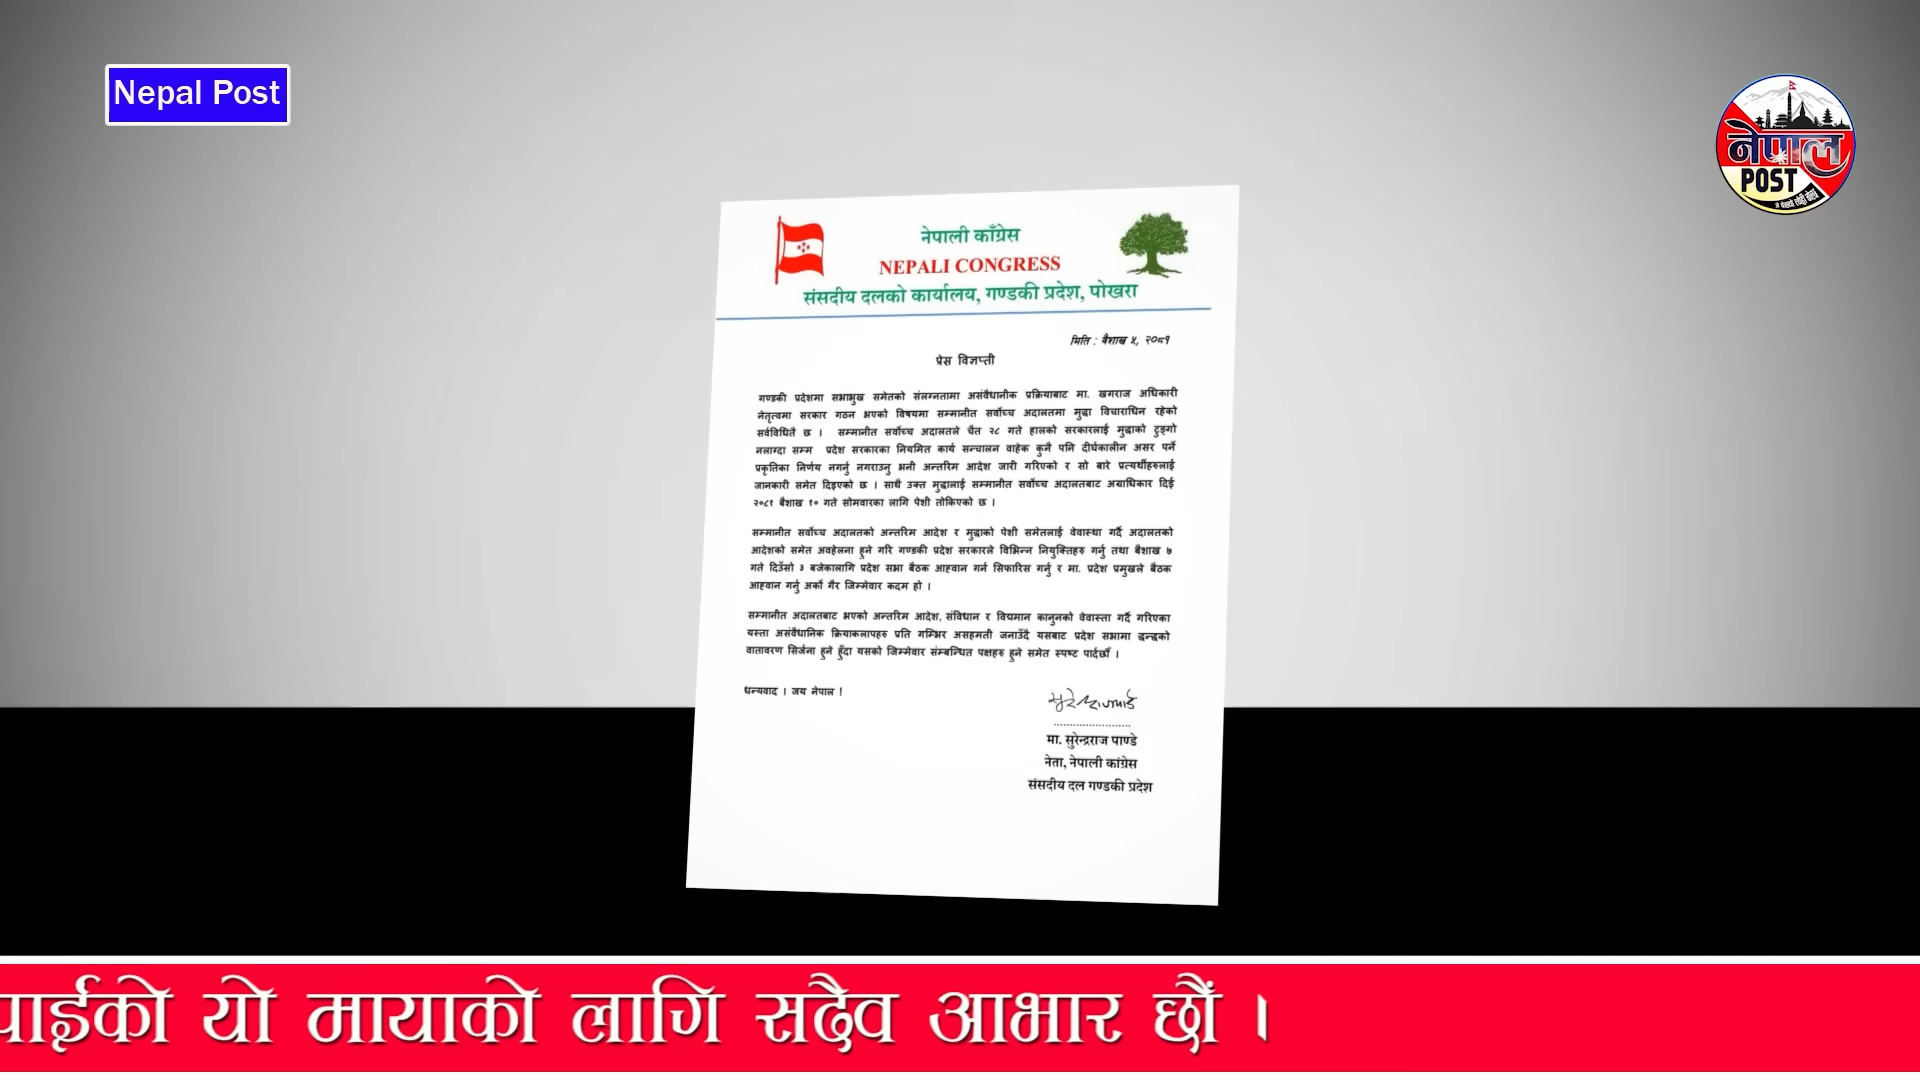 Nepal Post
नेपाल
POST
नेपाली काँग्रेस
NEPALI CONGRESS
संसदीय दलको कार्यालय, गण्डकी प्रदेश, पोखरा
मिति : बैशाख ५, २०८१
प्रेस विज्ञप्ती
गण्डकी प्रदेशमा सभामुख समेतको संलग्नतामा असंवैधानीक प्रक्रियाबाट मा. खगराज अधिकारी
नेतृत्वमा सरकार गठन भएको विषयमा सम्मानीत सर्वोच्च अदालतमा मुद्धा विचाराधिन रहेको
सर्वविधितै छ । सम्मानीत सर्वोच्च अदालतले चैत २८ गते हालको सरकारलाई मुद्धाको टुङ्गो
नलाग्दा सम्म प्रदेश सरकारका नियमित कार्य सन्चालन वाहेक कुनै पनि दीर्घकालीन असर पर्ने
प्रकृतिका निर्णय नगर्नु नगराउनु भनी अन्तरिम आदेश जारी गरिएको र सो बारे प्रत्यर्थीहरुलाई
जानकारी समेत दिइएको छ । साथै उक्त मुद्धालाई सम्मानीत सर्वोच्च अदालतबाट अग्राधिकार दिई
२०८१ बैशाख १० गते सोमवारका लागि पेशी तोकिएको छ ।
सम्मानीत सर्वोच्च अदालतको अन्तरिम आदेश र मुद्धाको पेशी समेतलाई वेवास्था गर्दै अदालतको
आदेशको समेत अवहेलना हुने गरि गण्डकी प्रदेश सरकारले विभिन्न नियुक्तिहरु गर्नु तथा बैशाख ७
गते दिउँसो ३ बजेकालागि प्रदेश सभा बैठक आहवान गर्न सिफारिस गर्नु र मा. प्रदेश प्रमुखले बैठक
आहवान गर्नु अर्को गैर जिम्मेवार कदम हो ।
सम्मानीत अदालतबाट भएको अन्तरिम आदेश, संविधान र विद्यमान कानुनको वेवास्ता गर्दै गरिएका
यस्ता असंवैधानिक क्रियाकलापहरु प्रति गम्भिर असहमती जनाउँदै यसबाट प्रदेश सभामा द्धन्द्धको
वातावरण सिर्जना हुने हुँदा यसको जिम्मेवार संम्बन्धित पक्षहरु हुने समेत स्पष्ट पार्दछौं ।
धन्यवाद । जय नेपाल !
मा. सुरेन्द्रराज पाण्डे
नेता, नेपाली कांग्रेस
संसदीय दल गण्डकी प्रदेश
पाईको यो मायाको लागि सदैव आभार छौं ।